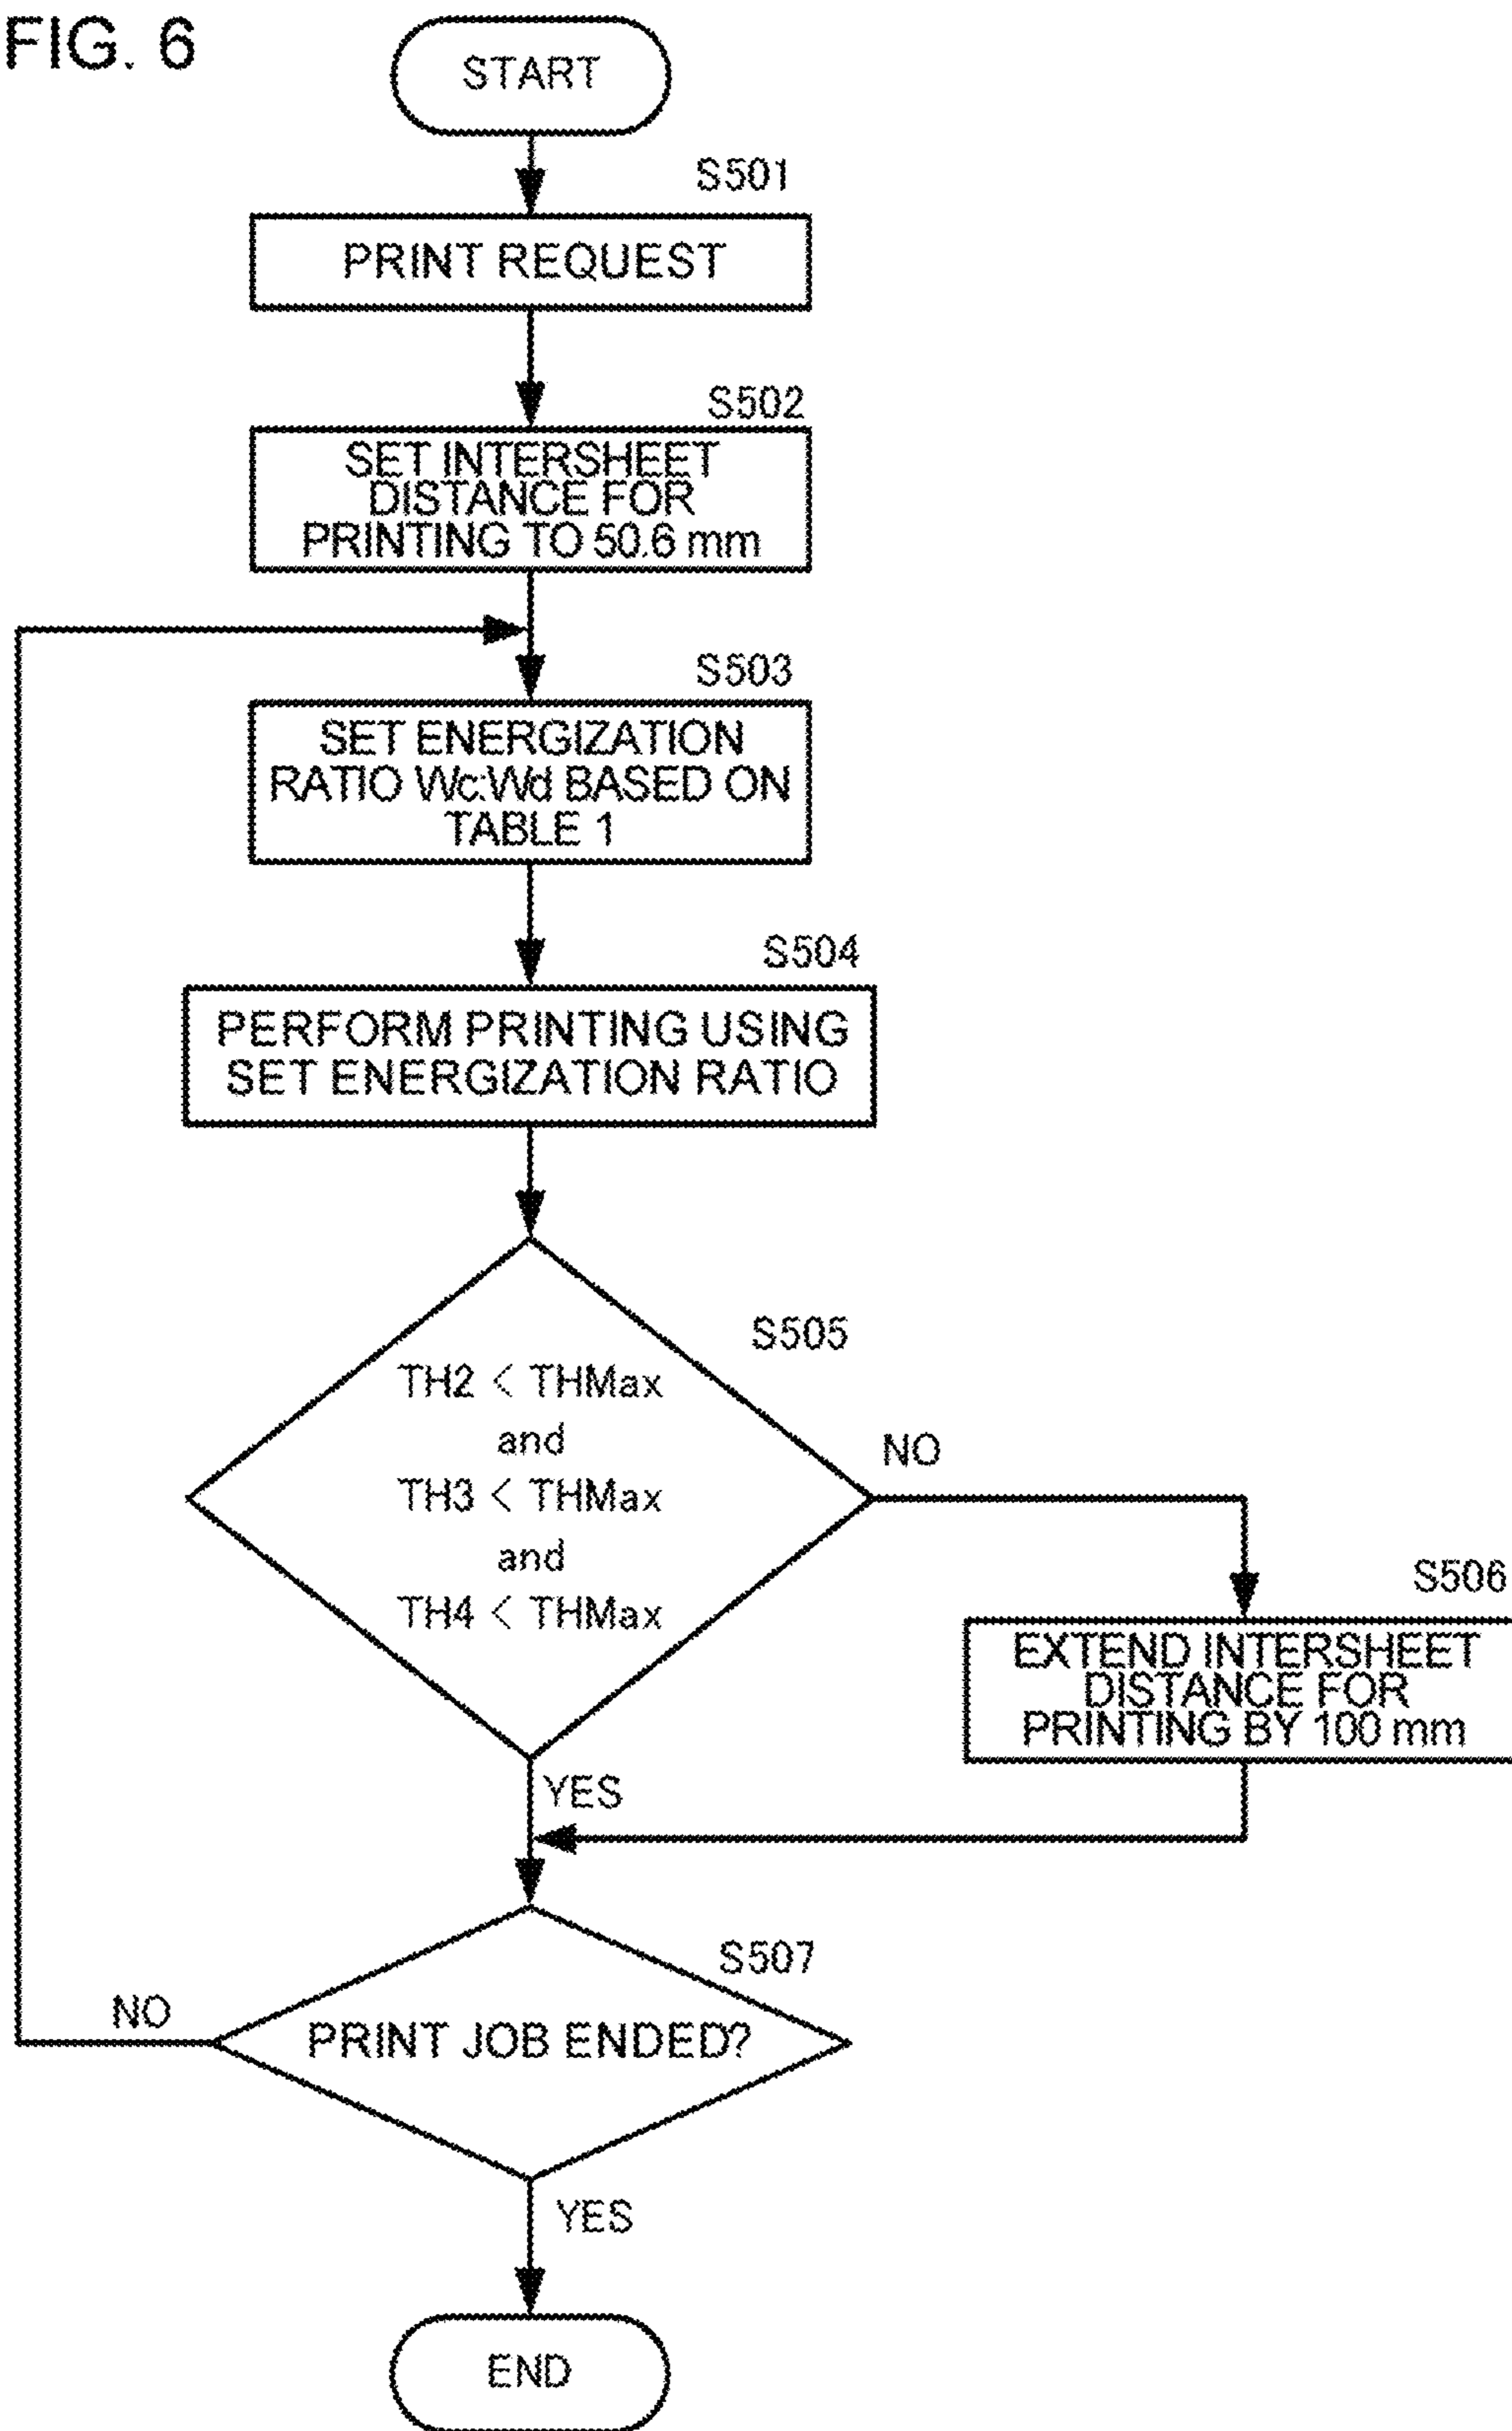 FIG. 6
START
S501
PRINT REQUEST
S502
SET INTERSHEET
DISTANCE FOR
PRINTING TO 50.6 mm
S503
SET ENERGIZATION
RATIO Wc:Wd BASED ON
TABLE 1
S504
PERFORM PRINTING USING
SET ENERGIZATION RATIO
S505
TH2 < THMax
and
TH3 < THMax
and
TH4 < THMax
NO
S506
EXTEND INTERSHEET
DISTANCE FOR
PRINTING BY 100 mm
YES
S507
NO
PRINT JOB ENDED?
YES
END